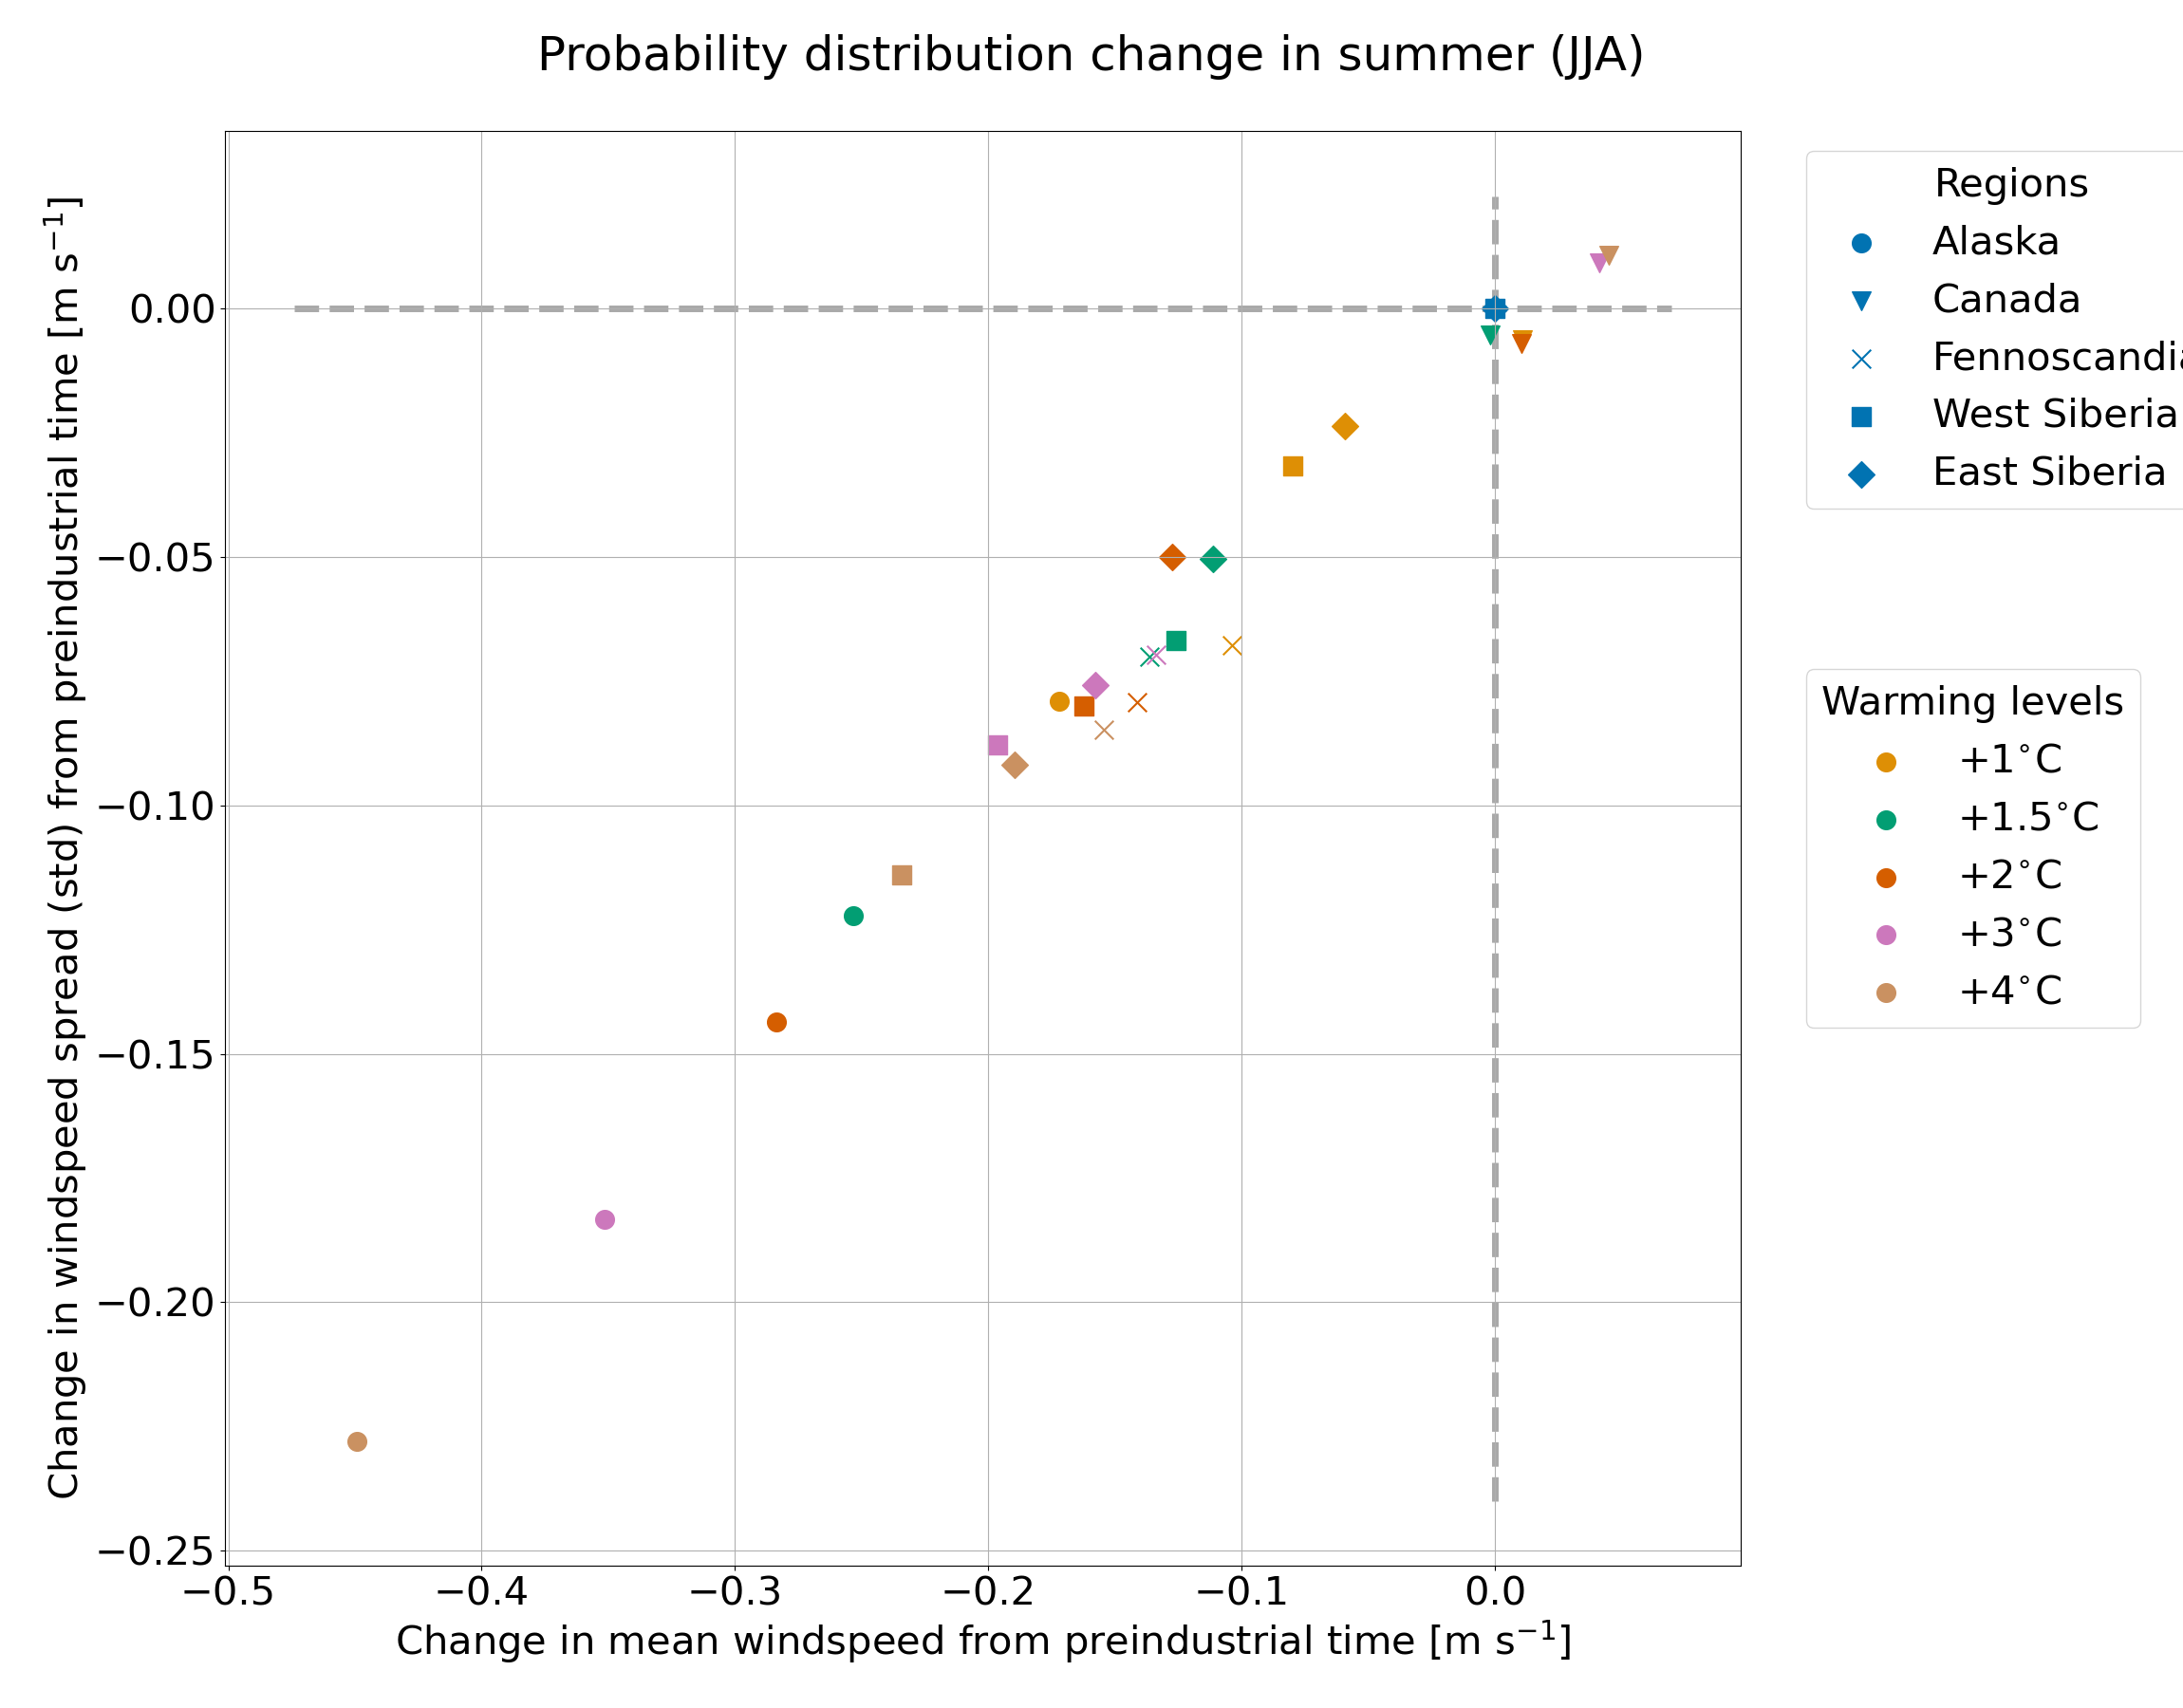 Probability distribution change in summer (JJA)
Change in windspeed spread (std) from preindustrial time [m s⁻¹]
0.00
−0.05
−0.10
−0.15
−0.20
−0.25
−0.5 −0.4 −0.3 −0.2 −0.1 0.0
Change in mean windspeed from preindustrial time [m s⁻¹]
Regions
Alaska
Canada
Fennoscandia
West Siberia
East Siberia
Warming levels
+1°C
+1.5°C
+2°C
+3°C
+4°C